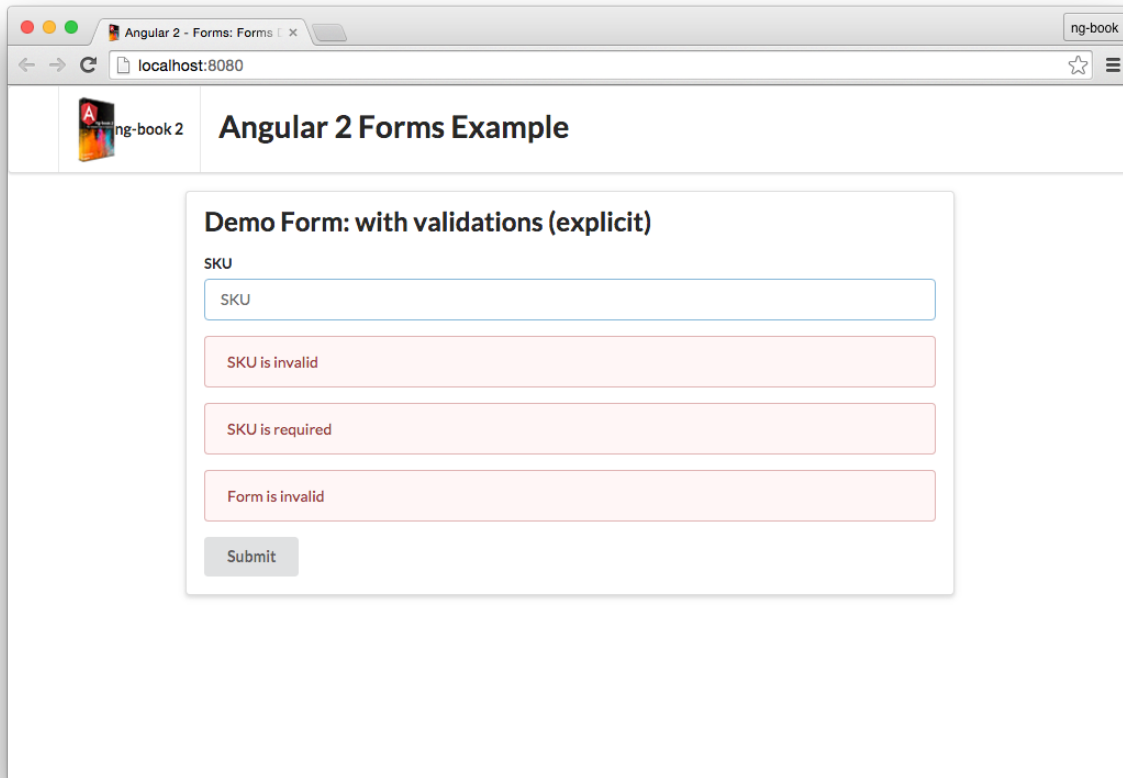 Angular 2 - Forms: Forms
ng-book
localhost:8080
ng-book 2
Angular 2 Forms Example
Demo Form: with validations (explicit)
SKU
SKU
SKU is invalid
SKU is required
Form is invalid
Submit